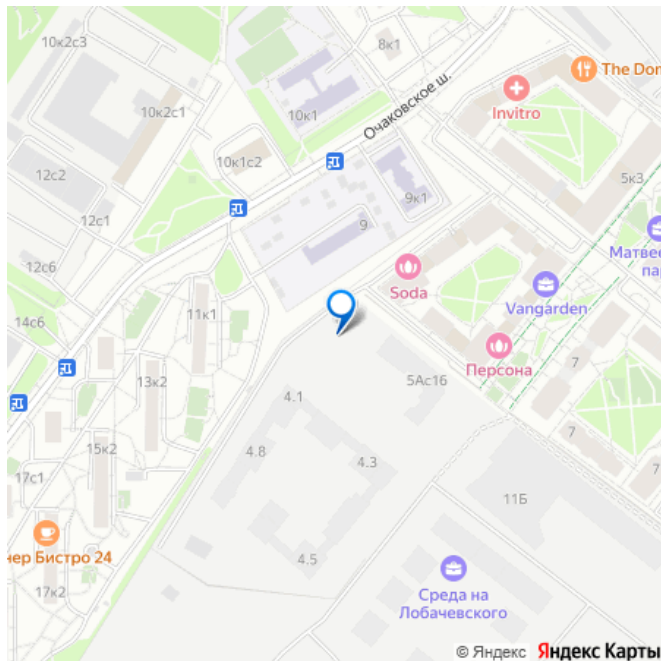 10к2с3
8к1
The Don
Invitro
Очаковское ш.
10к1
10к2с1
10к1с2
12с2
5к3
9к1
12с1
9
Матвее
пар
12с6
Soda
Vangarden
14с6
11к1
Персона
7
5Ас16
13к2
4.1
7
15к2
4.8
4.3
17с1
11Б
нер Бистро 24
4.5
17к2
Среда на
Лобачевского
© Яндекс Яндекс Карты